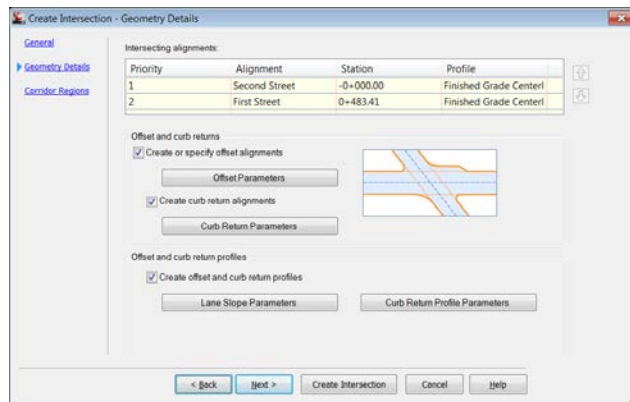 Create Intersection - Geometry Details
General
Geometry Details
Corridor Regions
Intersecting alignments:
Priority Alignment Station Profile
1 Second Street -0+000.00 Finished Grade Centerl
2 First Street 0+483.41 Finished Grade Centerl
Offset and curb returns
Create or specify offset alignments
Offset Parameters
Create curb return alignments
Curb Return Parameters
Offset and curb return profiles
Create offset and curb return profiles
Lane Slope Parameters Curb Return Profile Parameters
< Back Next > Create Intersection Cancel Help